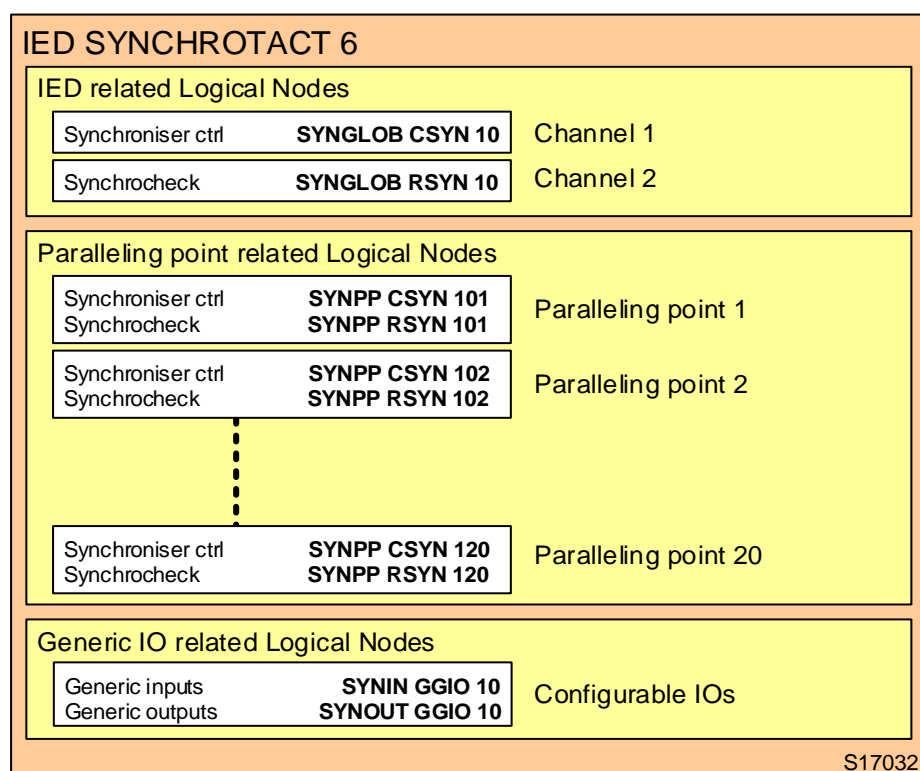 IED SYNCHROTACT 6
IED related Logical Nodes
Synchroniser ctrl SYNGLOB CSYN 10 Channel 1
Synchrocheck SYNGLOB RSYN 10 Channel 2
Paralleling point related Logical Nodes
Synchroniser ctrl SYNPP CSYN 101
Synchrocheck SYNPP RSYN 101
Paralleling point 1
Synchroniser ctrl SYNPP CSYN 102
Synchrocheck SYNPP RSYN 102
Paralleling point 2
Synchroniser ctrl SYNPP CSYN 120
Synchrocheck SYNPP RSYN 120
Paralleling point 20
Generic IO related Logical Nodes
Generic inputs SYNIN GGIO 10
Generic outputs SYNOUT GGIO 10
Configurable IOs
S17032